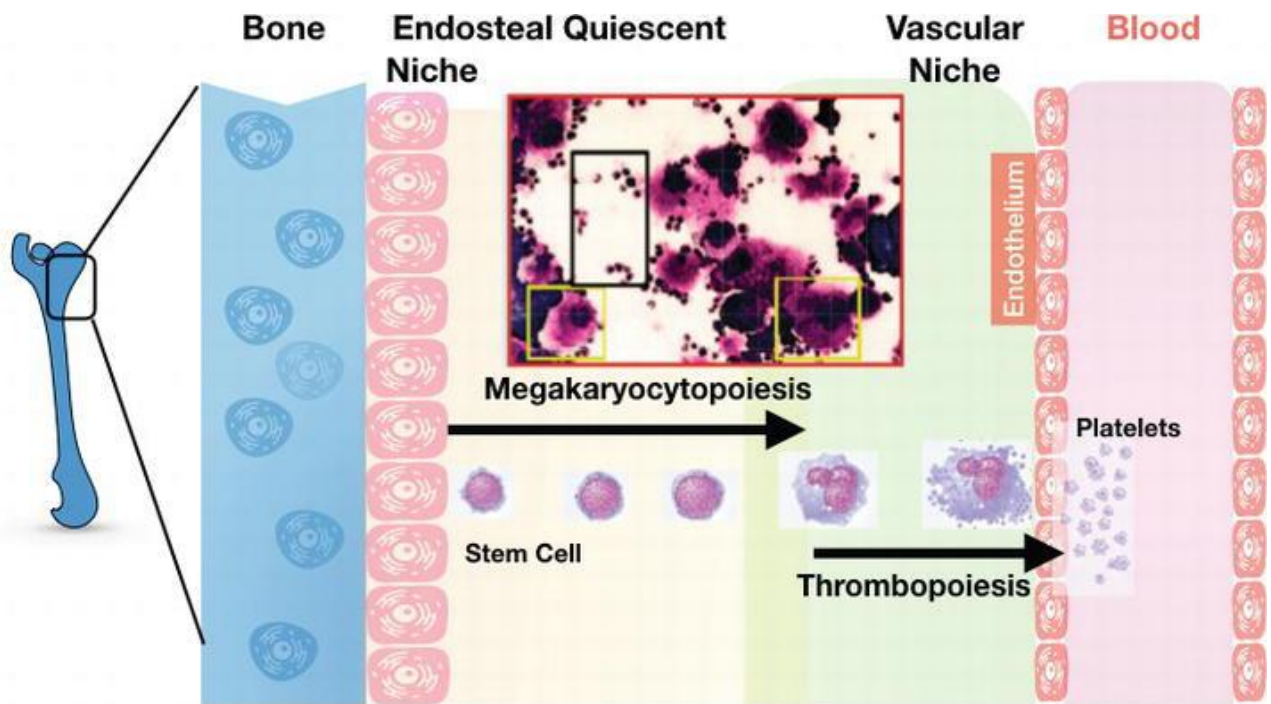 Bone
Endosteal Quiescent
Niche
Vascular
Niche
Blood
Endothelium
Megakaryocytopoiesis
Platelets
Stem Cell
Thrombopoiesis